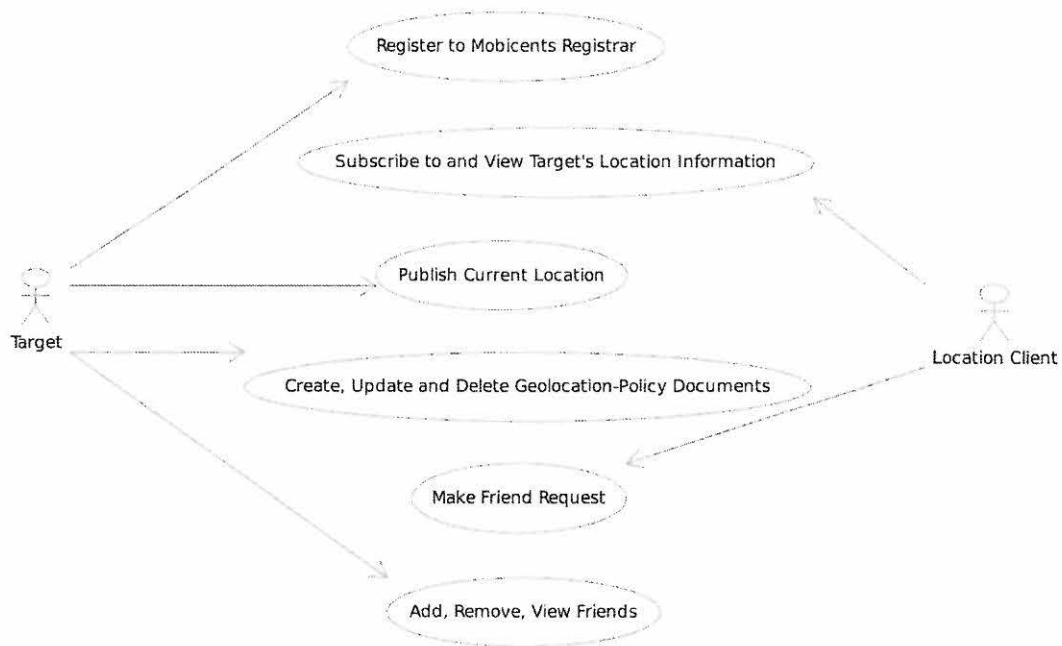 Register to Mobicents Registrar
Subscribe to and View Target's Location Information
Publish Current Location
Target
Location Client
Create, Update and Delete Geolocation-Policy Documents
Make Friend Request
Add, Remove, View Friends